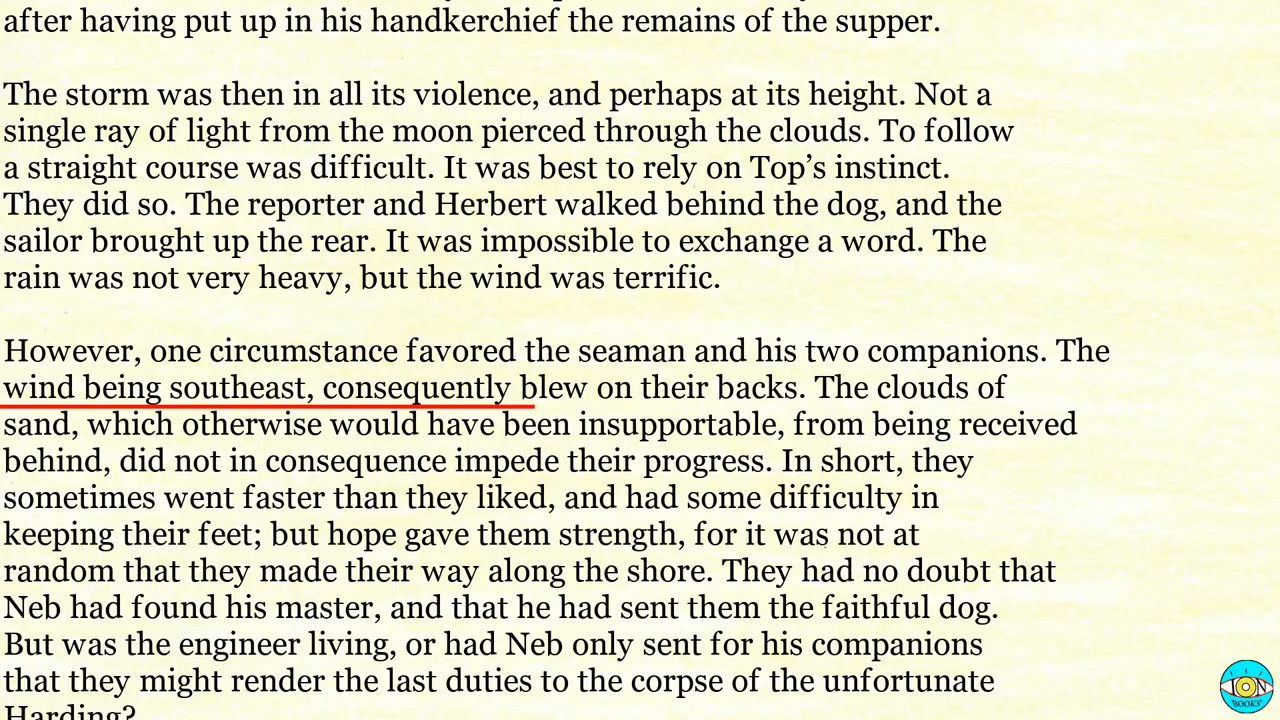 after having put up in his handkerchief the remains of the supper.
The storm was then in all its violence, and perhaps at its height. Not a
single ray of light from the moon pierced through the clouds. To follow
a straight course was difficult. It was best to rely on Top’s instinct.
They did so. The reporter and Herbert walked behind the dog, and the
sailor brought up the rear. It was impossible to exchange a word. The
rain was not very heavy, but the wind was terrific.
However, one circumstance favored the seaman and his two companions. The
wind being southeast, consequently blew on their backs. The clouds of
sand, which otherwise would have been insupportable, from being received
behind, did not in consequence impede their progress. In short, they
sometimes went faster than they liked, and had some difficulty in
keeping their feet; but hope gave them strength, for it was not at
random that they made their way along the shore. They had no doubt that
Neb had found his master, and that he had sent them the faithful dog.
But was the engineer living, or had Neb only sent for his companions
that they might render the last duties to the corpse of the unfortunate
Harding?
ION
BOOKS